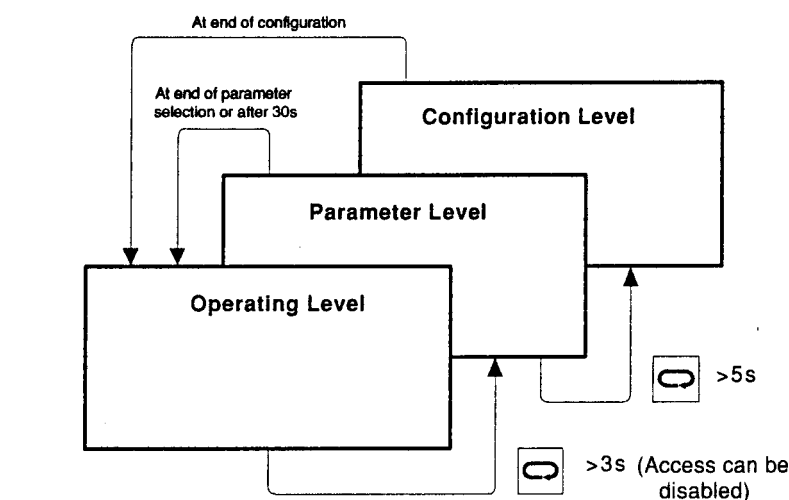 At end of configuration
At end of parameter
selection or after 30s
Configuration Level
Parameter Level
Operating Level
>5s
>3s (Access can be
disabled)